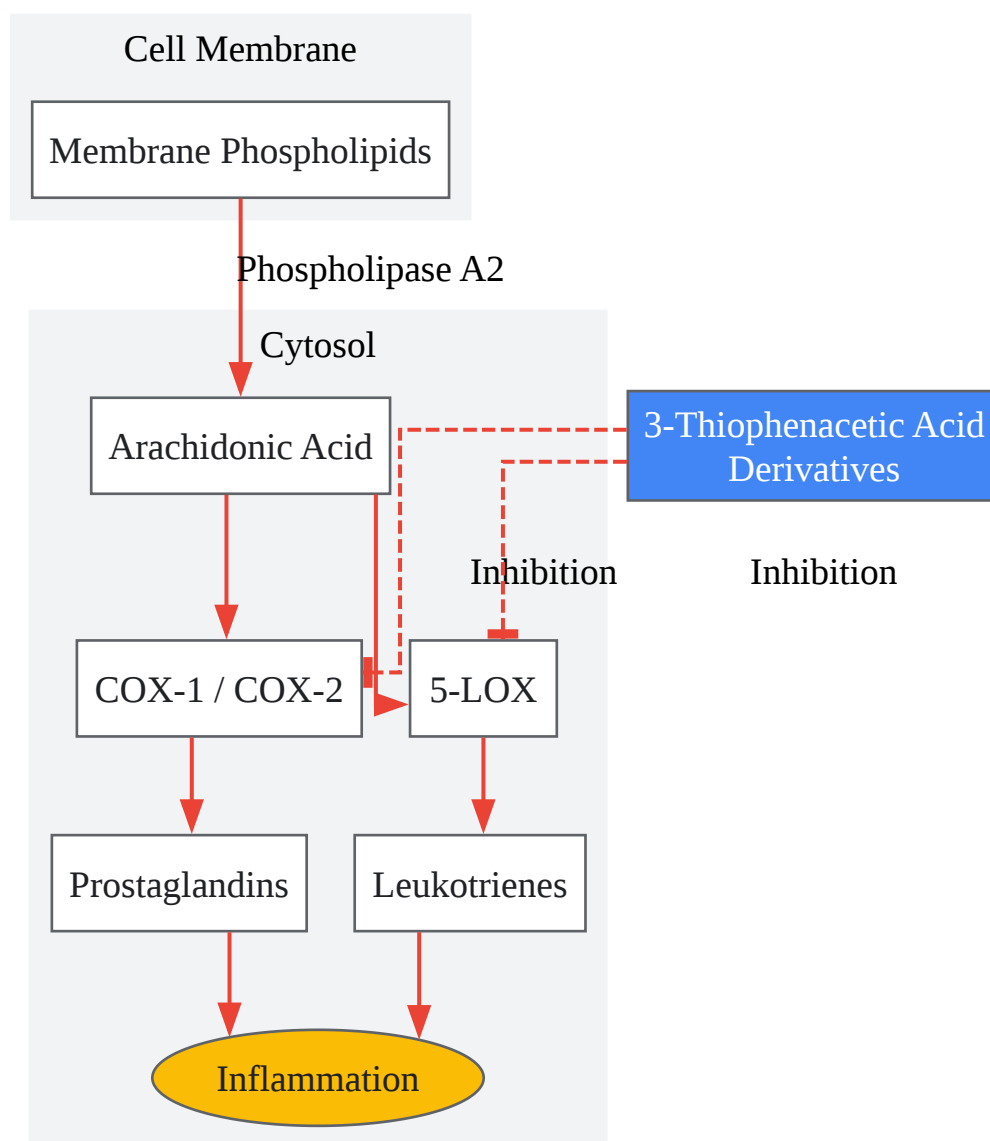 Cell Membrane
Membrane Phospholipids
Phospholipase A2
Cytosol
Arachidonic Acid
3-Thiophenacetic Acid
Derivatives
Inhibition
Inhibition
COX-1 / COX-2
5-LOX
Prostaglandins
Leukotrienes
Inflammation